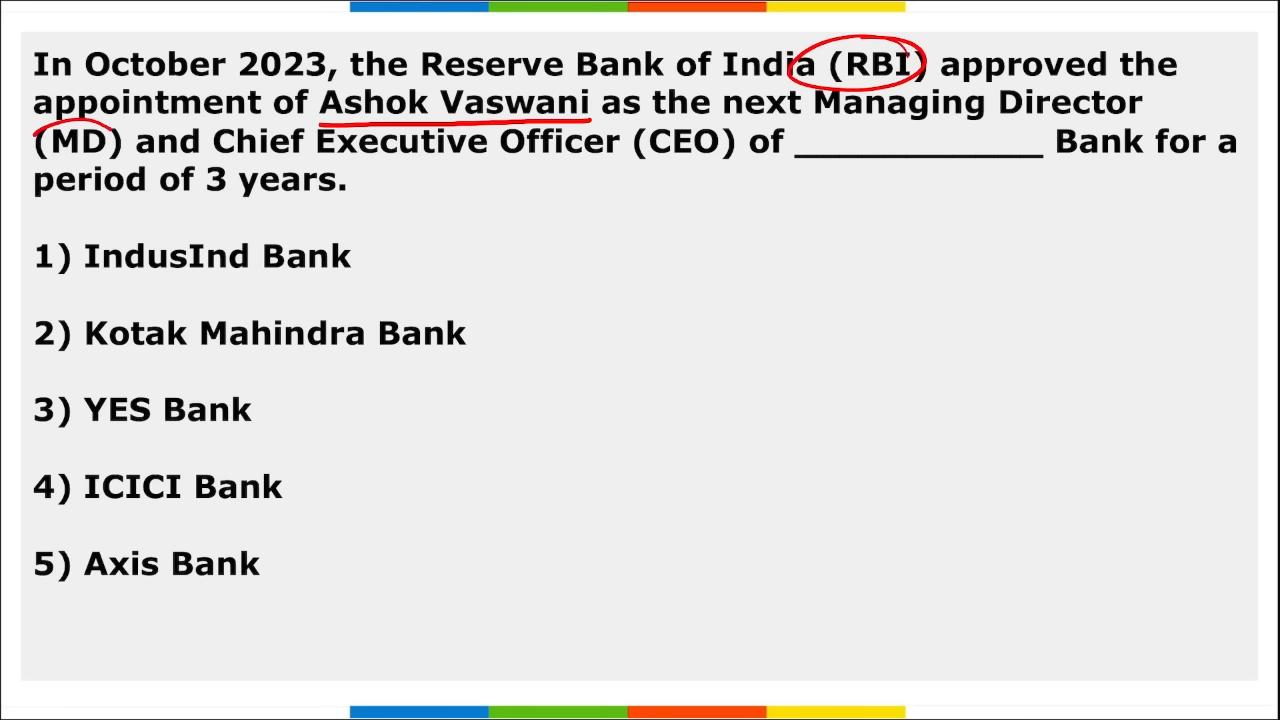 In October 2023, the Reserve Bank of India (RBI) approved the
appointment of Ashok Vaswani as the next Managing Director
(MD) and Chief Executive Officer (CEO) of ______________ Bank for a
period of 3 years.
1) IndusInd Bank
2) Kotak Mahindra Bank
3) YES Bank
4) ICICI Bank
5) Axis Bank